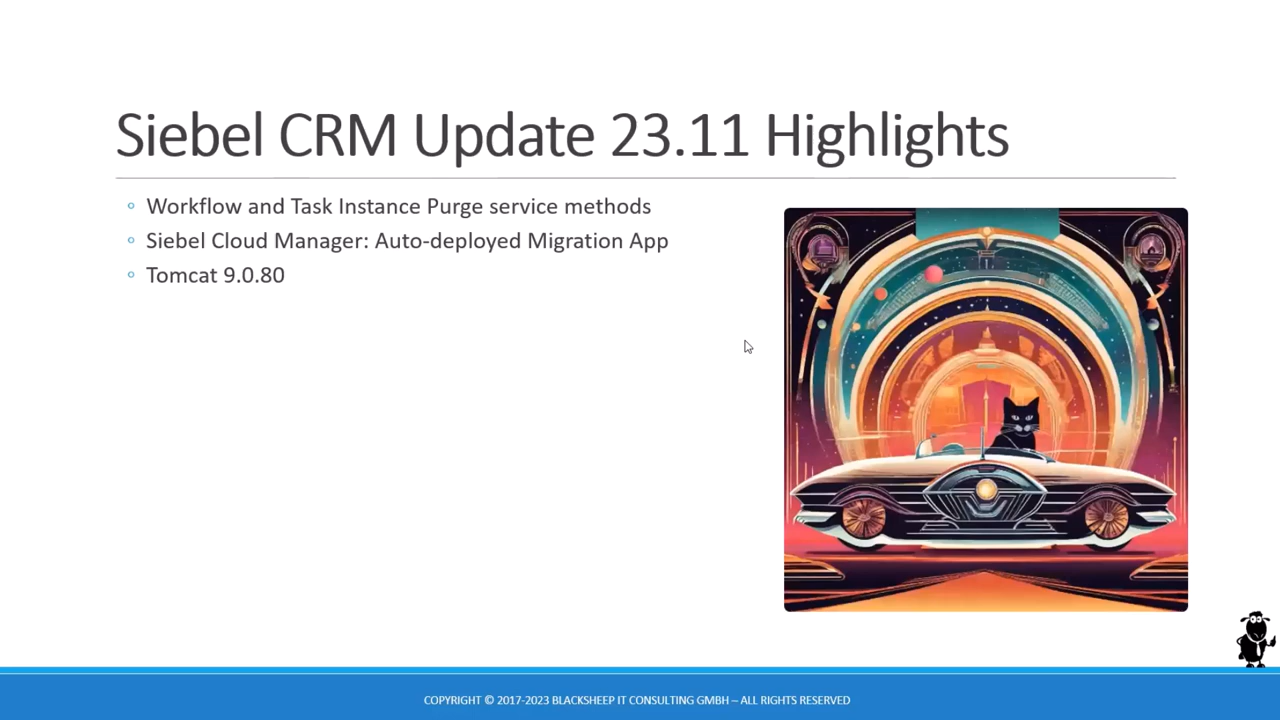 Siebel CRM Update 23.11 Highlights
Workflow and Task Instance Purge service methods
Siebel Cloud Manager: Auto-deployed Migration App
Tomcat 9.0.80
COPYRIGHT © 2017-2023 BLACKSHEEP IT CONSULTING GMBH – ALL RIGHTS RESERVED